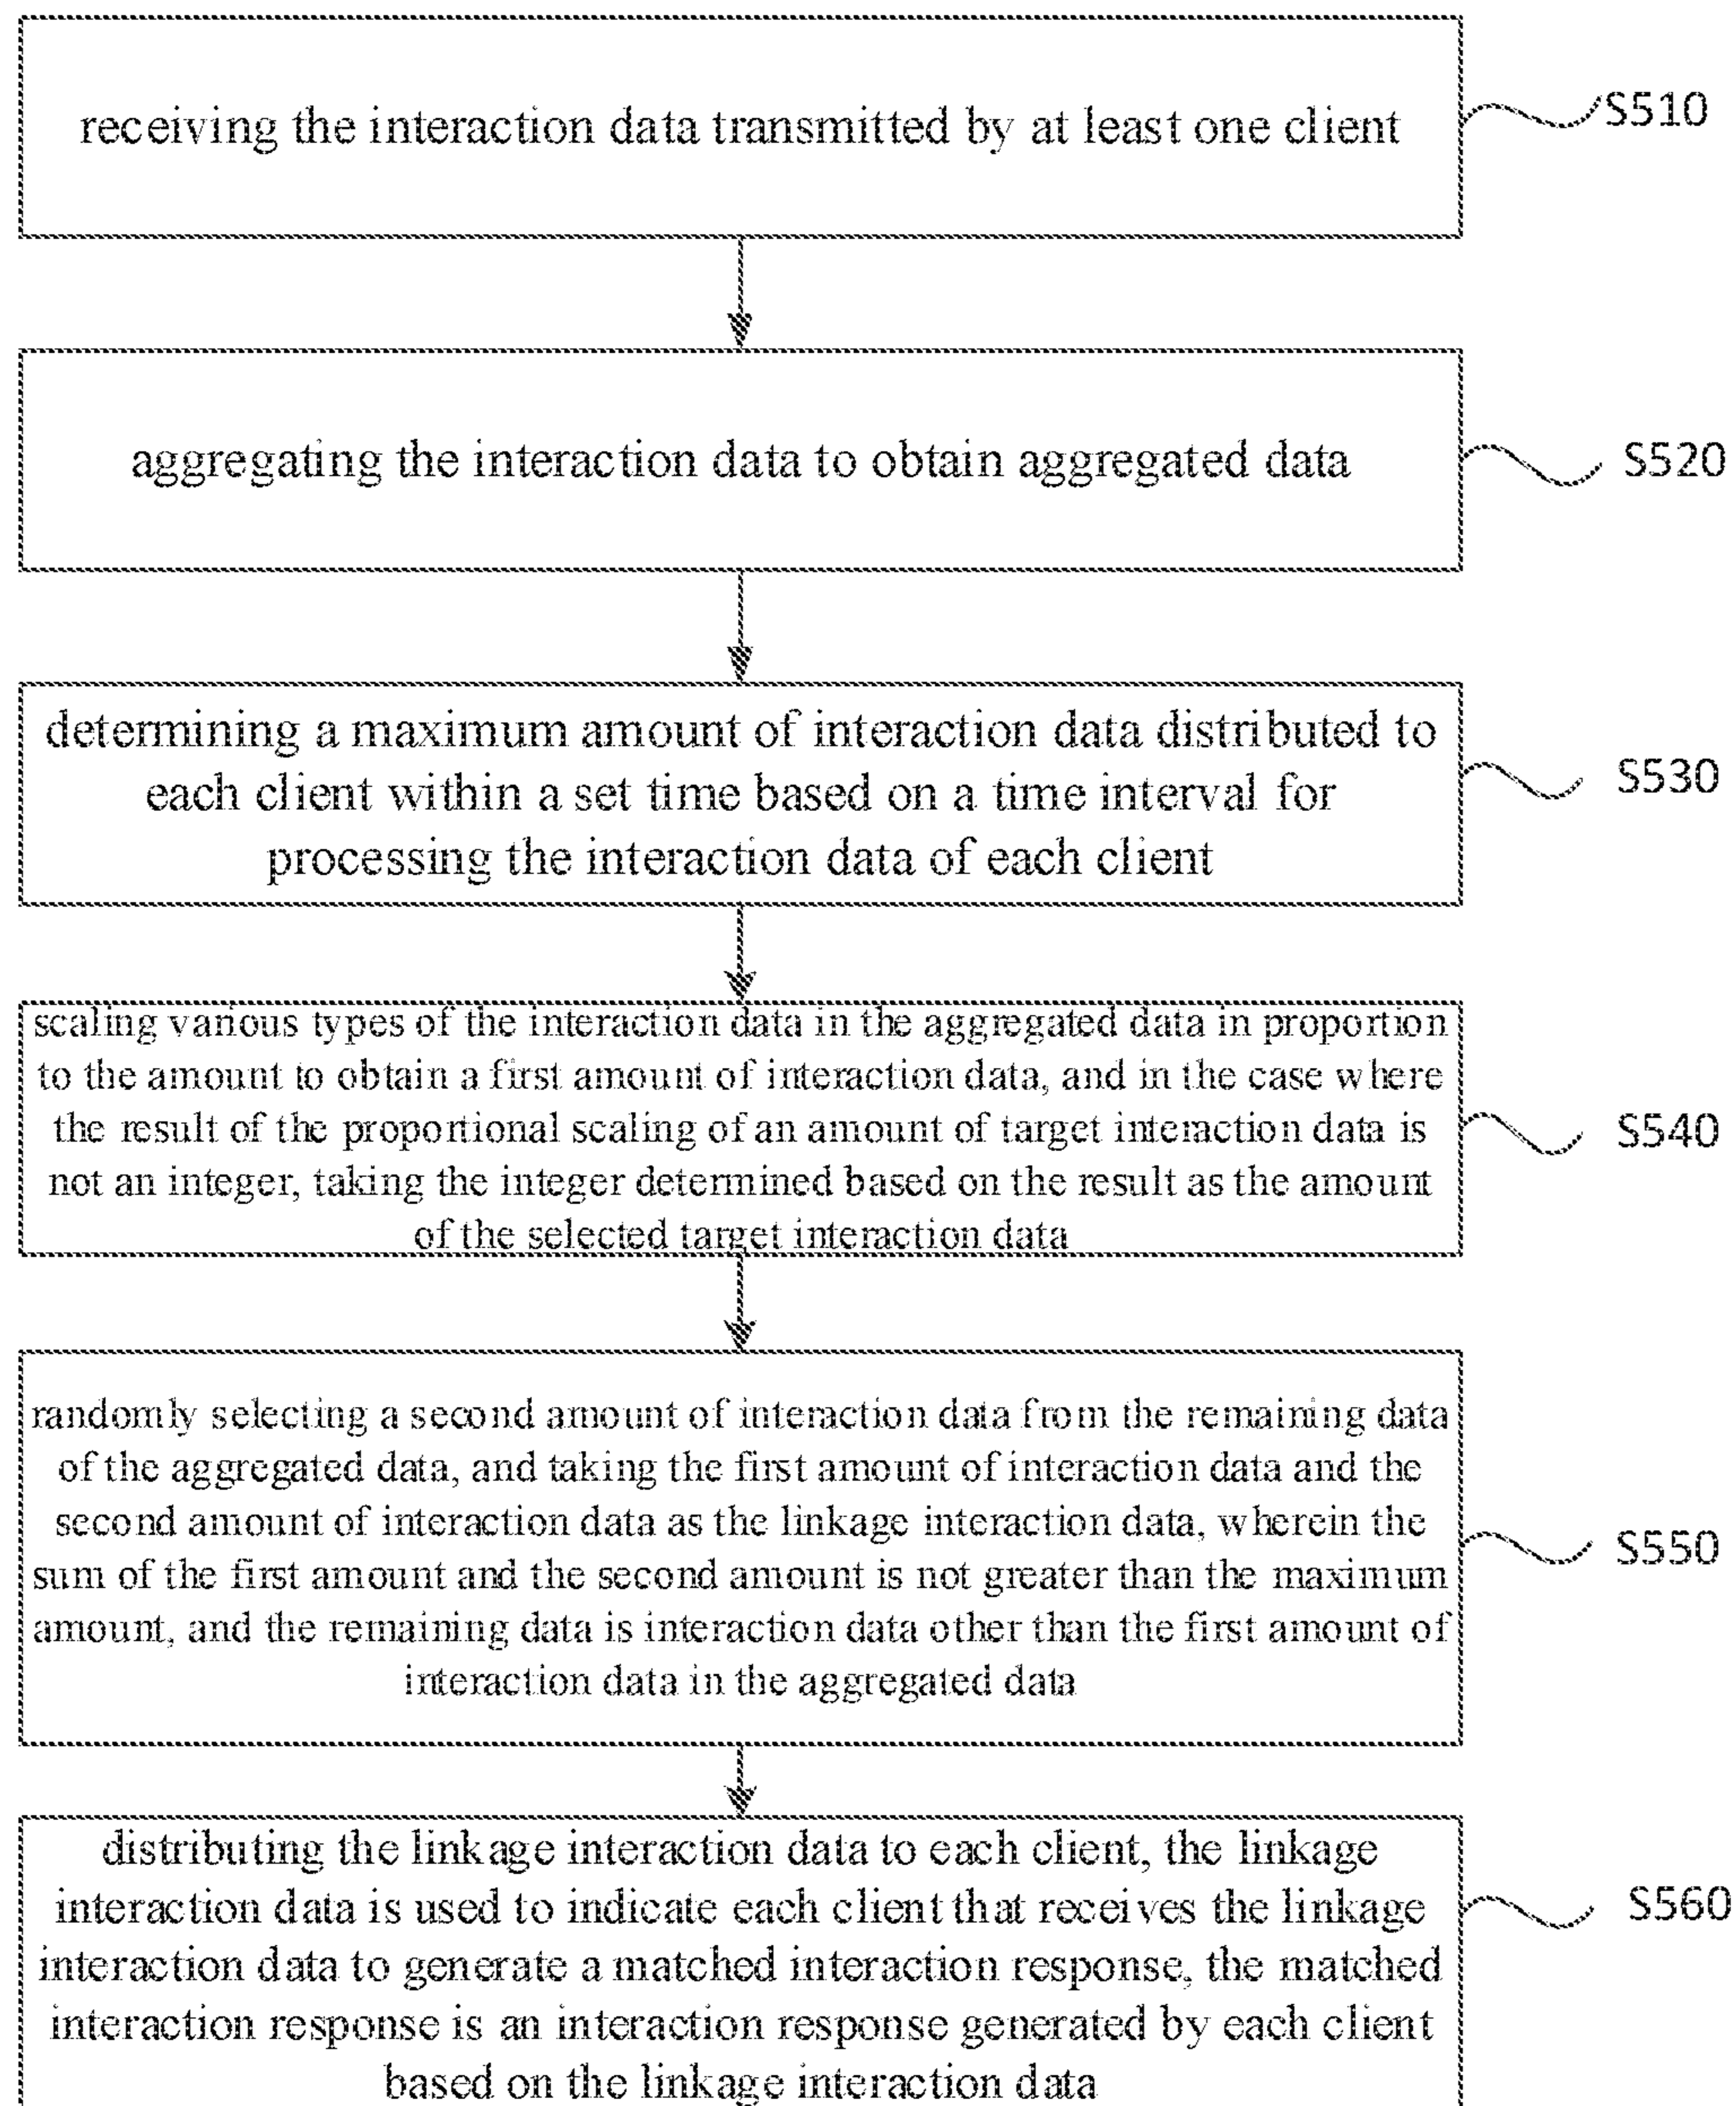 receiving the interaction data transmitted by at least one client
S510
aggregating the interaction data to obtain aggregated data
S520
determining a maximum amount of interaction data distributed to
each client within a set time based on a time interval for
processing the interaction data of each client
S530
scaling various types of the interaction data in the aggregated data in proportion
to the amount to obtain a first amount of interaction data, and in the case where
the result of the proportional scaling of an amount of target interaction data is
not an integer, taking the integer determined based on the result as the amount
of the selected target interaction data
S540
randomly selecting a second amount of interaction data from the remaining data
of the aggregated data, and taking the first amount of interaction data and the
second amount of interaction data as the linkage interaction data, wherein the
sum of the first amount and the second amount is not greater than the maximum
amount, and the remaining data is interaction data other than the first amount of
interaction data in the aggregated data
S550
distributing the linkage interaction data to each client, the linkage
interaction data is used to indicate each client that receives the linkage
interaction data to generate a matched interaction response, the matched
interaction response is an interaction response generated by each client
based on the linkage interaction data
S560